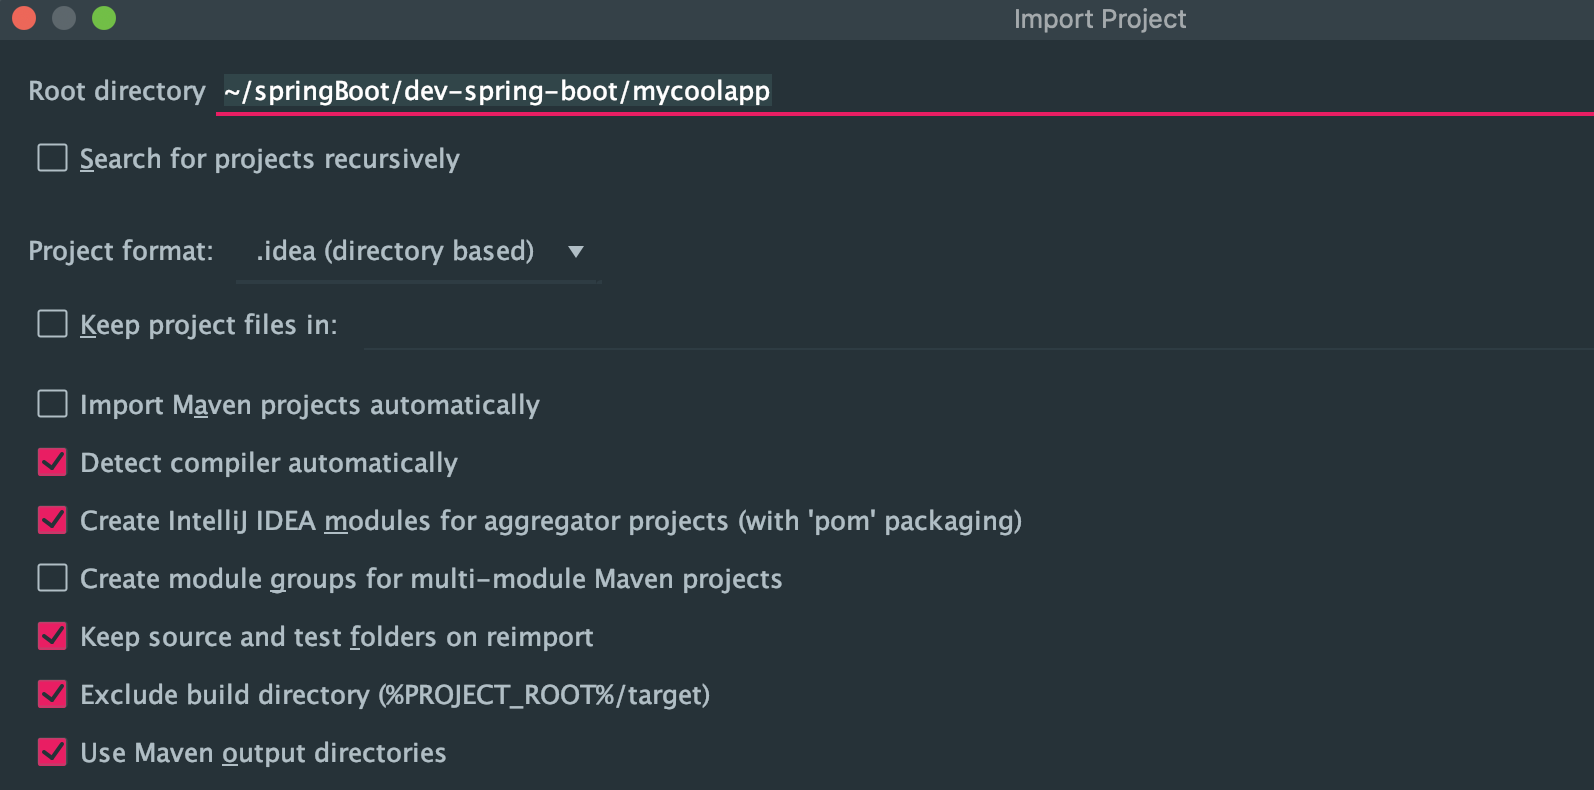 Import Project
Root directory ~/springBoot/dev-spring-boot/mycoolapp
Search for projects recursively
Project format: .idea (directory based)
Keep project files in:
Import Maven projects automatically
Detect compiler automatically
Create IntelliJ IDEA modules for aggregator projects (with 'pom' packaging)
Create module groups for multi-module Maven projects
Keep source and test folders on reimport
Exclude build directory (%PROJECT_ROOT%/target)
Use Maven output directories